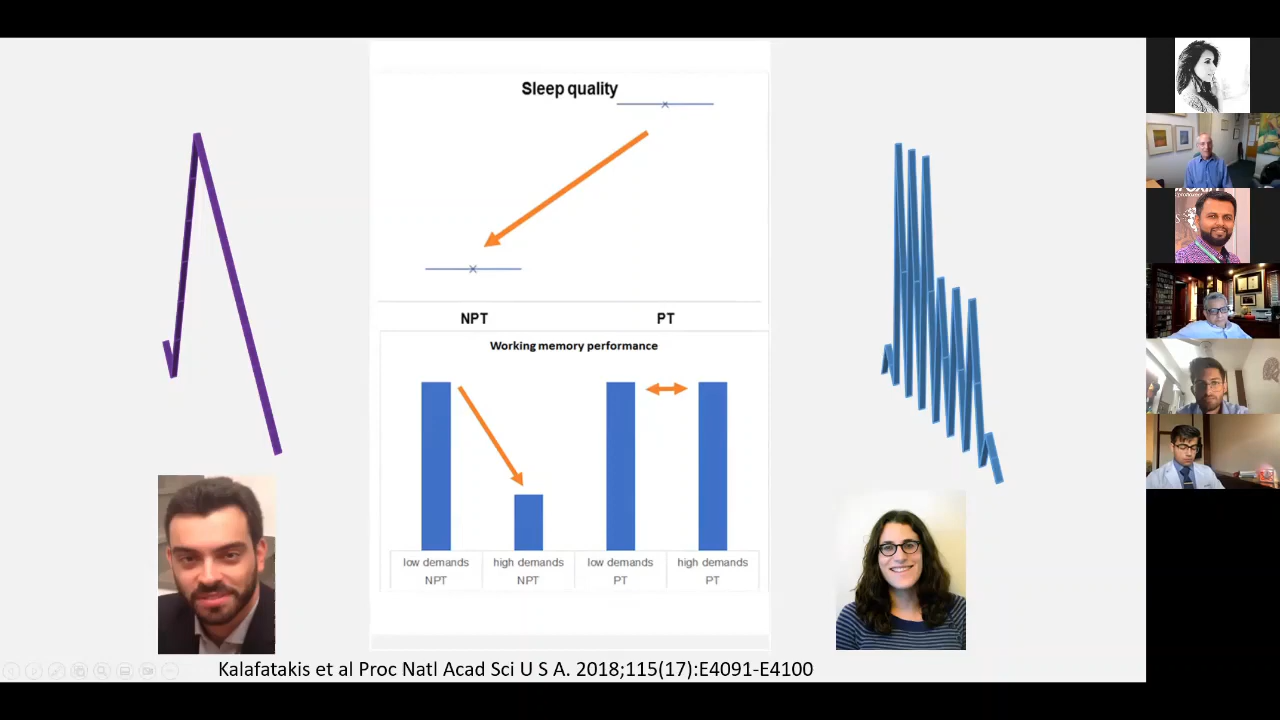 Sleep quality
NPT
PT
Working memory performance
low demands
NPT
high demands
NPT
low demands
PT
high demands
PT
Kalafatakis et al Proc Natl Acad Sci U S A. 2018;115(17):E4091-E4100